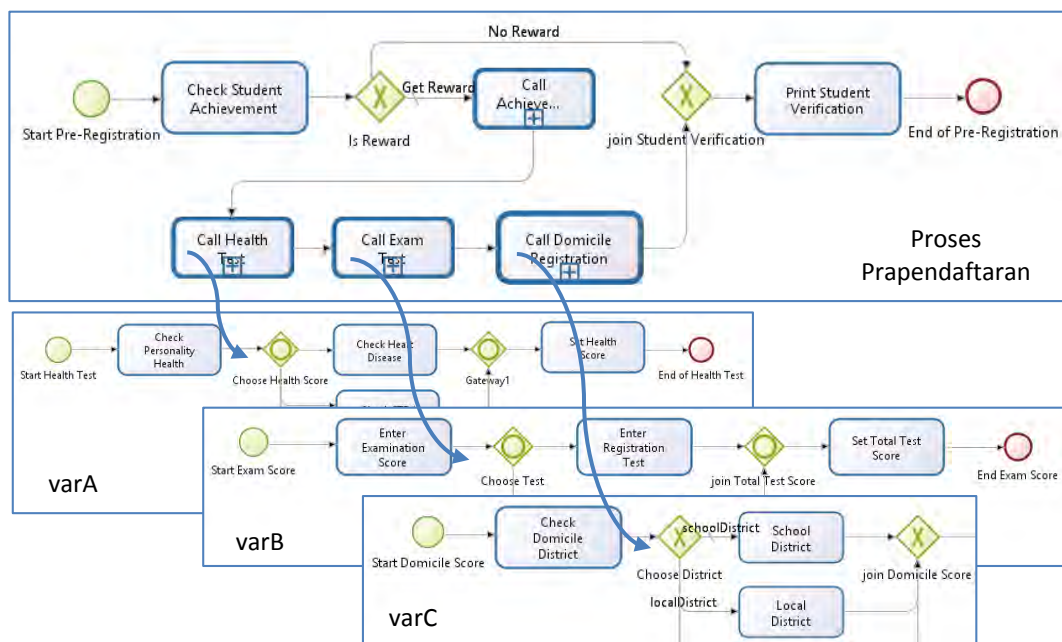 No Reward
Check Student
Achievement
Get Reward
Call
Achieve...
Print Student
Verification
Start Pre-Registration
Is Reward
join Student Verification
End of Pre-Registration
Call Health
Test
Call Exam
Test
Call Domicile
Registration
Proses
Prapendaftaran
Check
Personality
Health
Check Heart
Disease
Set Health
Score
Start Health Test
Choose Health Score
Gateway1
End of Health Test
varA
Enter
Examination
Score
Enter
Registration
Test
Set Total Test
Score
Start Exam Score
Choose Test
join Total Test Score
End Exam Score
varB
Check
Domicile
District
schoolDistrict
School
District
Start Domicile Score
Choose District
join Domicile Score
localDistrict
Local
District
varC